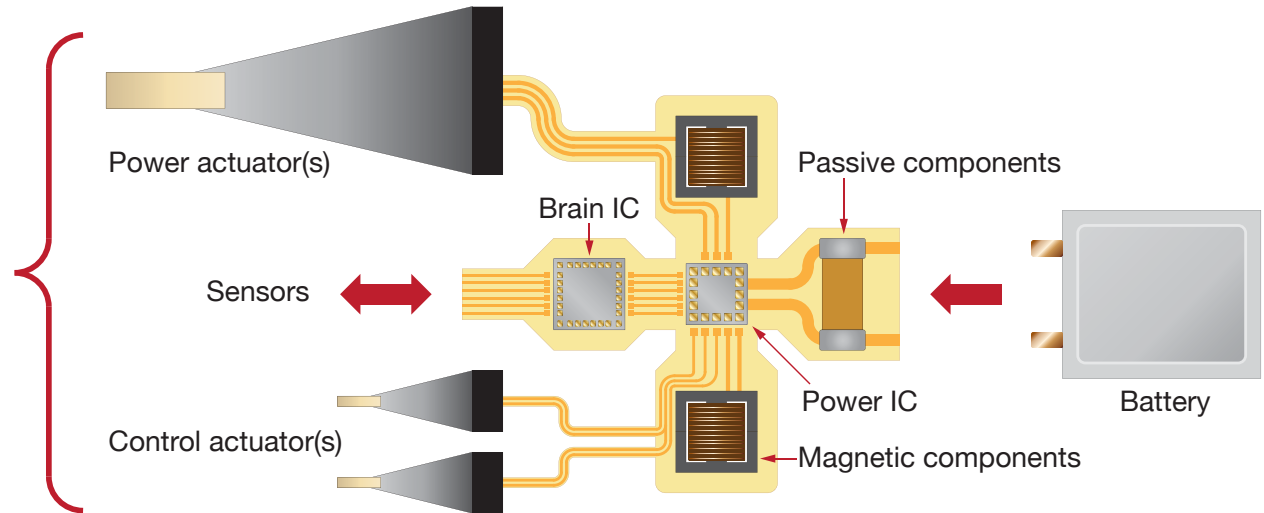 Power actuator(s)
Passive components
Brain IC
Sensors
Power IC
Battery
Control actuator(s)
Magnetic components